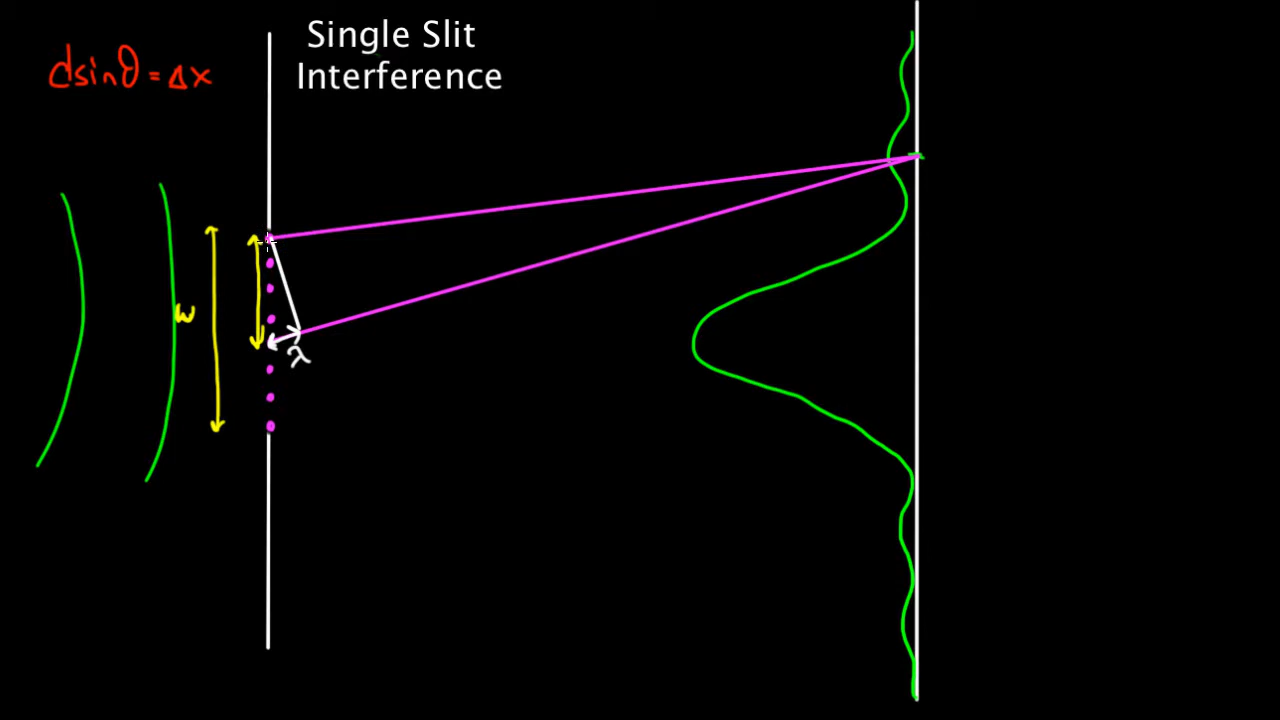 Single Slit
Interference
dsinθ = Δx
w
λ